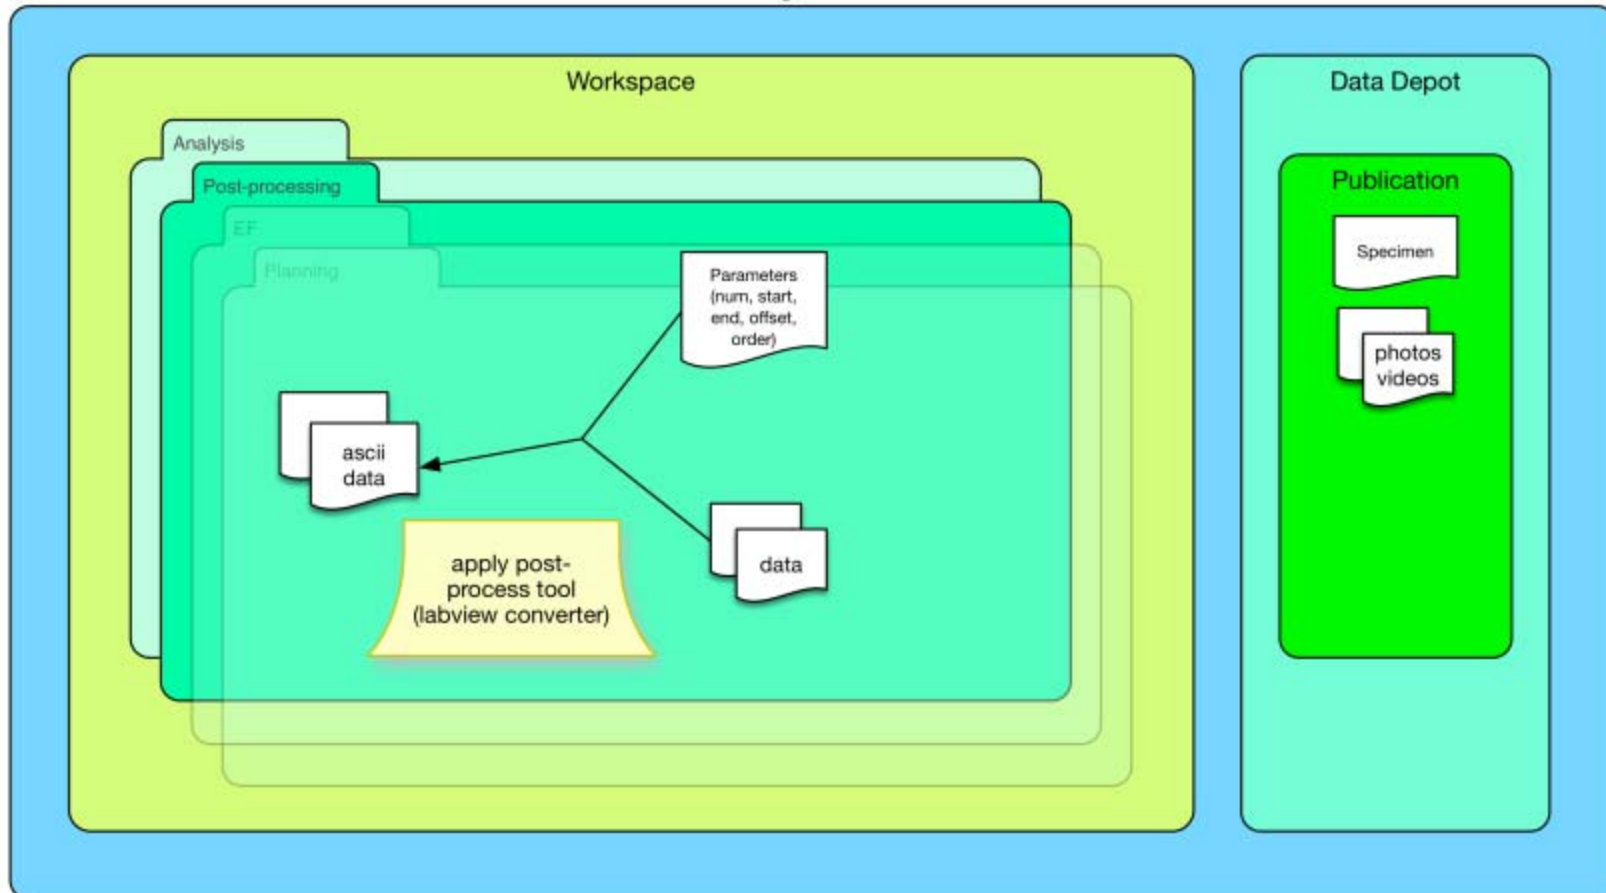 Workspace
Data Depot
Analysis
Post-processing
EF
Planning
Parameters
(num, start,
end, offset,
order)
ascii
data
data
apply post-
process tool
(labview converter)
Publication
Specimen
photos
videos